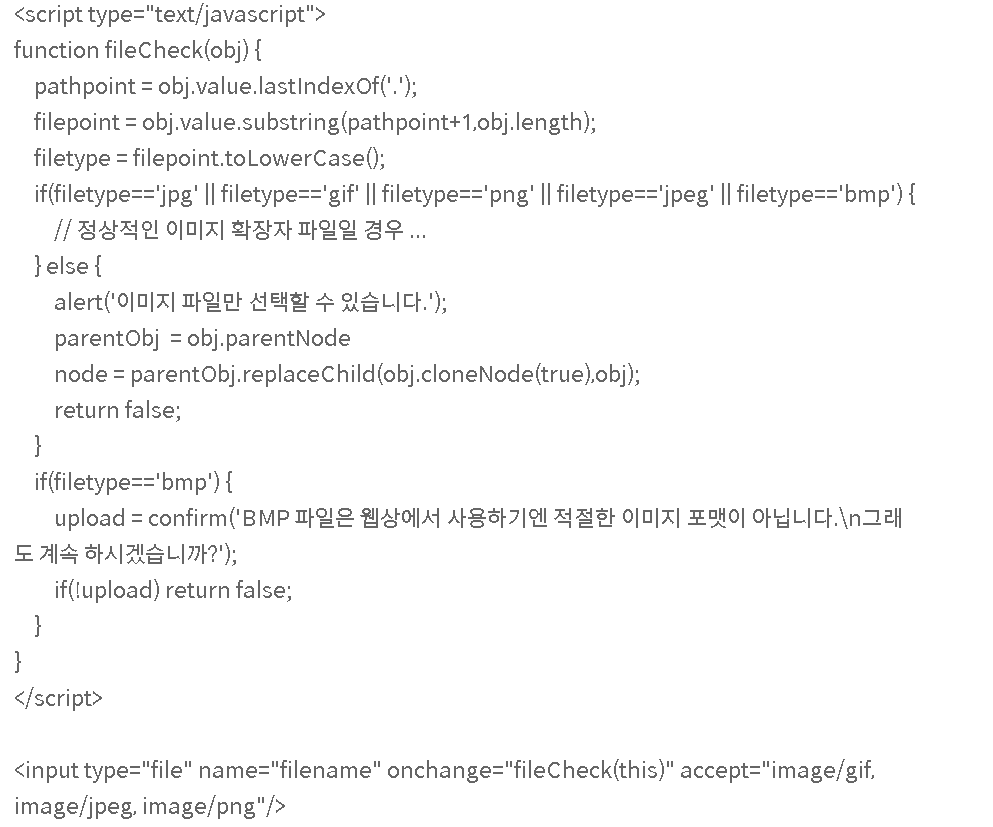 <script type="text/javascript">
function fileCheck(obj) {
    pathpoint = obj.value.lastIndexOf('.');
    filepoint = obj.value.substring(pathpoint+1,obj.length);
    filetype = filepoint.toLowerCase();
    if(filetype=='jpg' || filetype=='gif' || filetype=='png' || filetype=='jpeg' || filetype=='bmp') {
        // 정상적인 이미지 확장자 파일일 경우 ...
    } else {
        alert('이미지 파일만 선택할 수 있습니다.');
        parentObj  = obj.parentNode
        node = parentObj.replaceChild(obj.cloneNode(true),obj);
        return false;
    }
    if(filetype=='bmp') {
        upload = confirm('BMP 파일은 웹상에서 사용하기엔 적절한 이미지 포맷이 아닙니다.\n그래
도 계속 하시겠습니까?');
        if(!upload) return false;
    }
}
</script>

<input type="file" name="filename" onchange="fileCheck(this)" accept="image/gif,
image/jpeg, image/png"/>